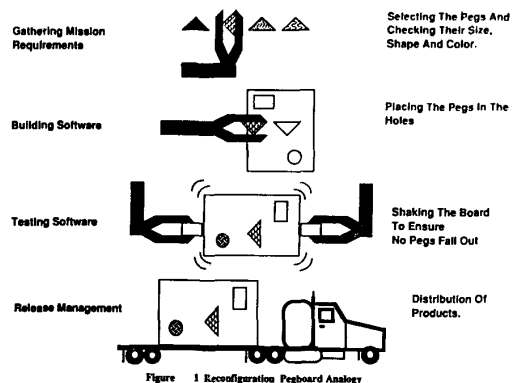 Gathering Mission
Requirements
Selecting The Pegs And
Checking Their Size,
Shape And Color.
Building Software
Placing The Pegs In The
Holes
Testing Software
Shaking The Board
To Ensure
No Pegs Fall Out
Release Management
Distribution Of
Products.
Figure 1 Reconfiguration Pegboard Analogy